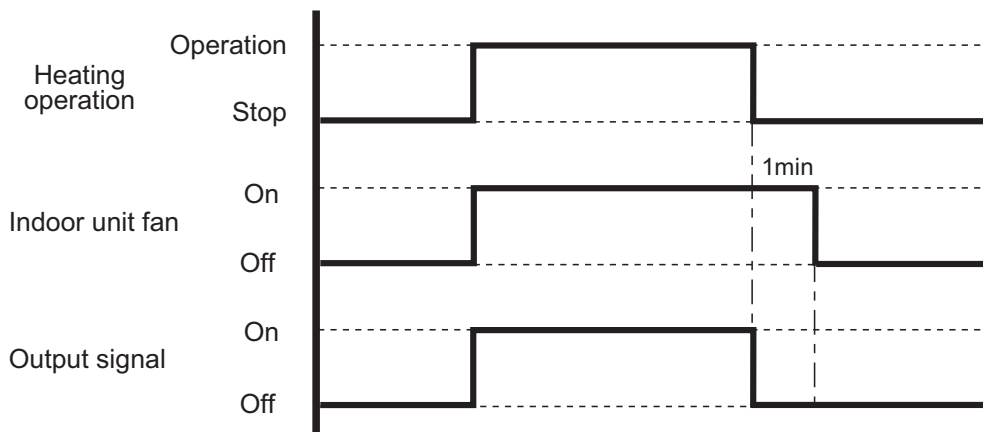 Operation
Heating
operation
Stop
1min
On
Indoor unit fan
Off
On
Output signal
Off